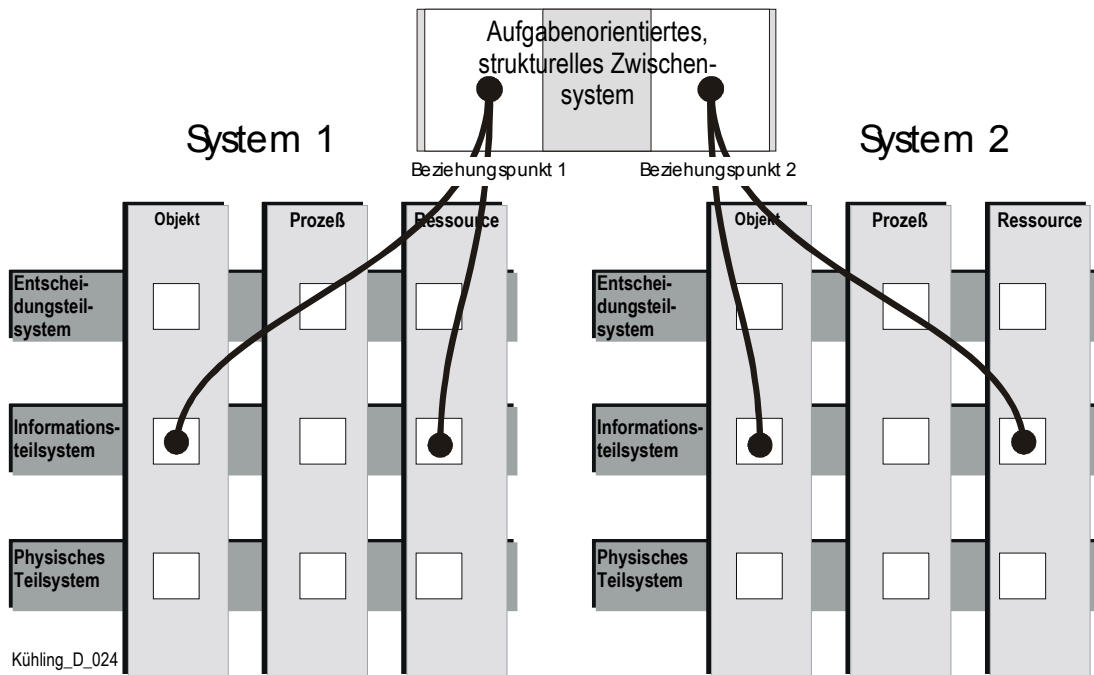 Aufgabenorientiertes,
strukturelles Zwischen-
system
System 1
System 2
Beziehungspunkt 1
Beziehungspunkt 2
Objekt
Prozeß
Ressource
Objekt
Prozeß
Ressource
Entschei-
dungsteil-
system
Entschei-
dungsteil-
system
Informations-
teilsystem
Informations-
teilsystem
Physisches
Teilsystem
Physisches
Teilsystem
Kühling_D_024